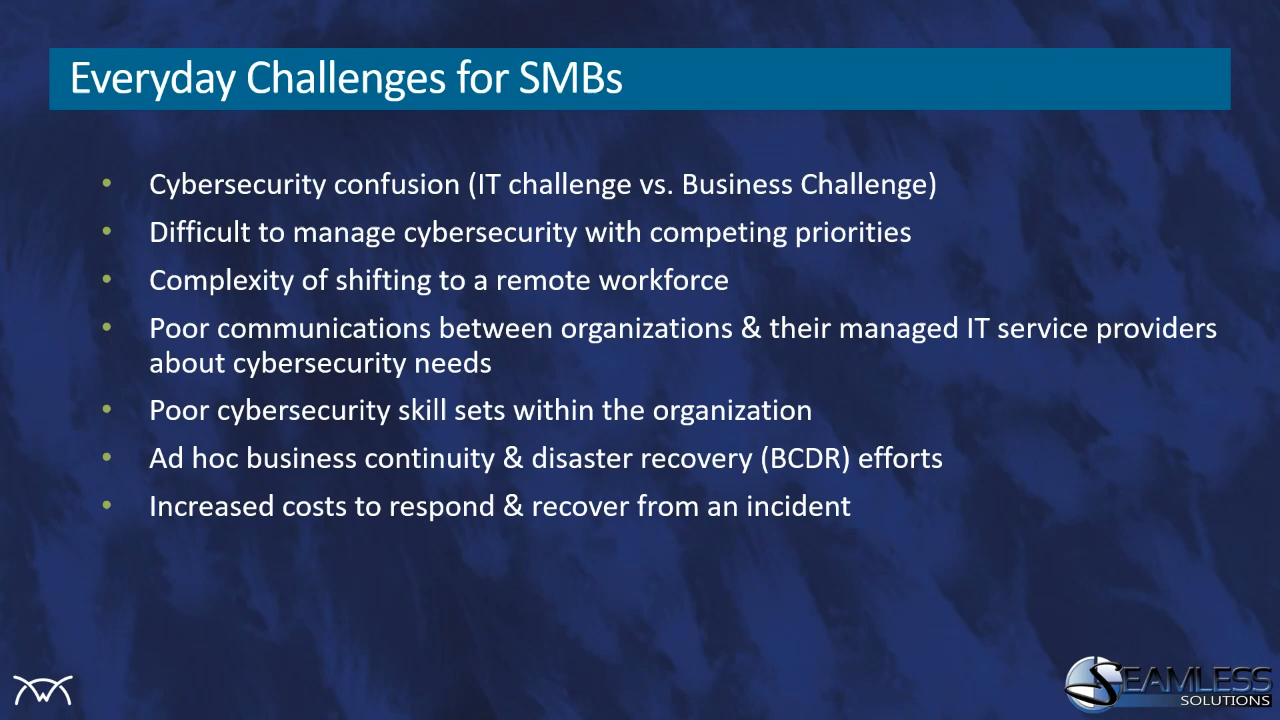 Everyday Challenges for SMBs
• Cybersecurity confusion (IT challenge vs. Business Challenge)
• Difficult to manage cybersecurity with competing priorities
• Complexity of shifting to a remote workforce
• Poor communications between organizations & their managed IT service providers
about cybersecurity needs
• Poor cybersecurity skill sets within the organization
• Ad hoc business continuity & disaster recovery (BCDR) efforts
• Increased costs to respond & recover from an incident
SEAMLESS
SOLUTIONS